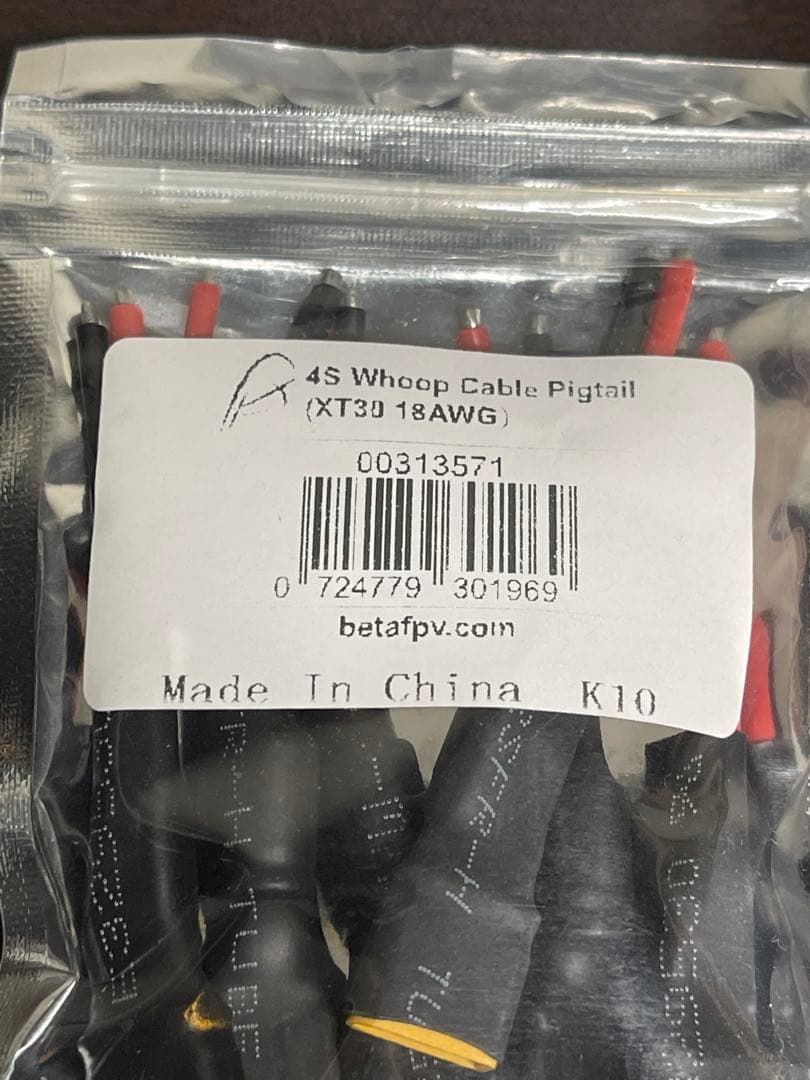 4S Whoop Cable Pigtail
(XT30 18AWG)
00313571
0 724779 301969
betafpv.com
Made In China K10